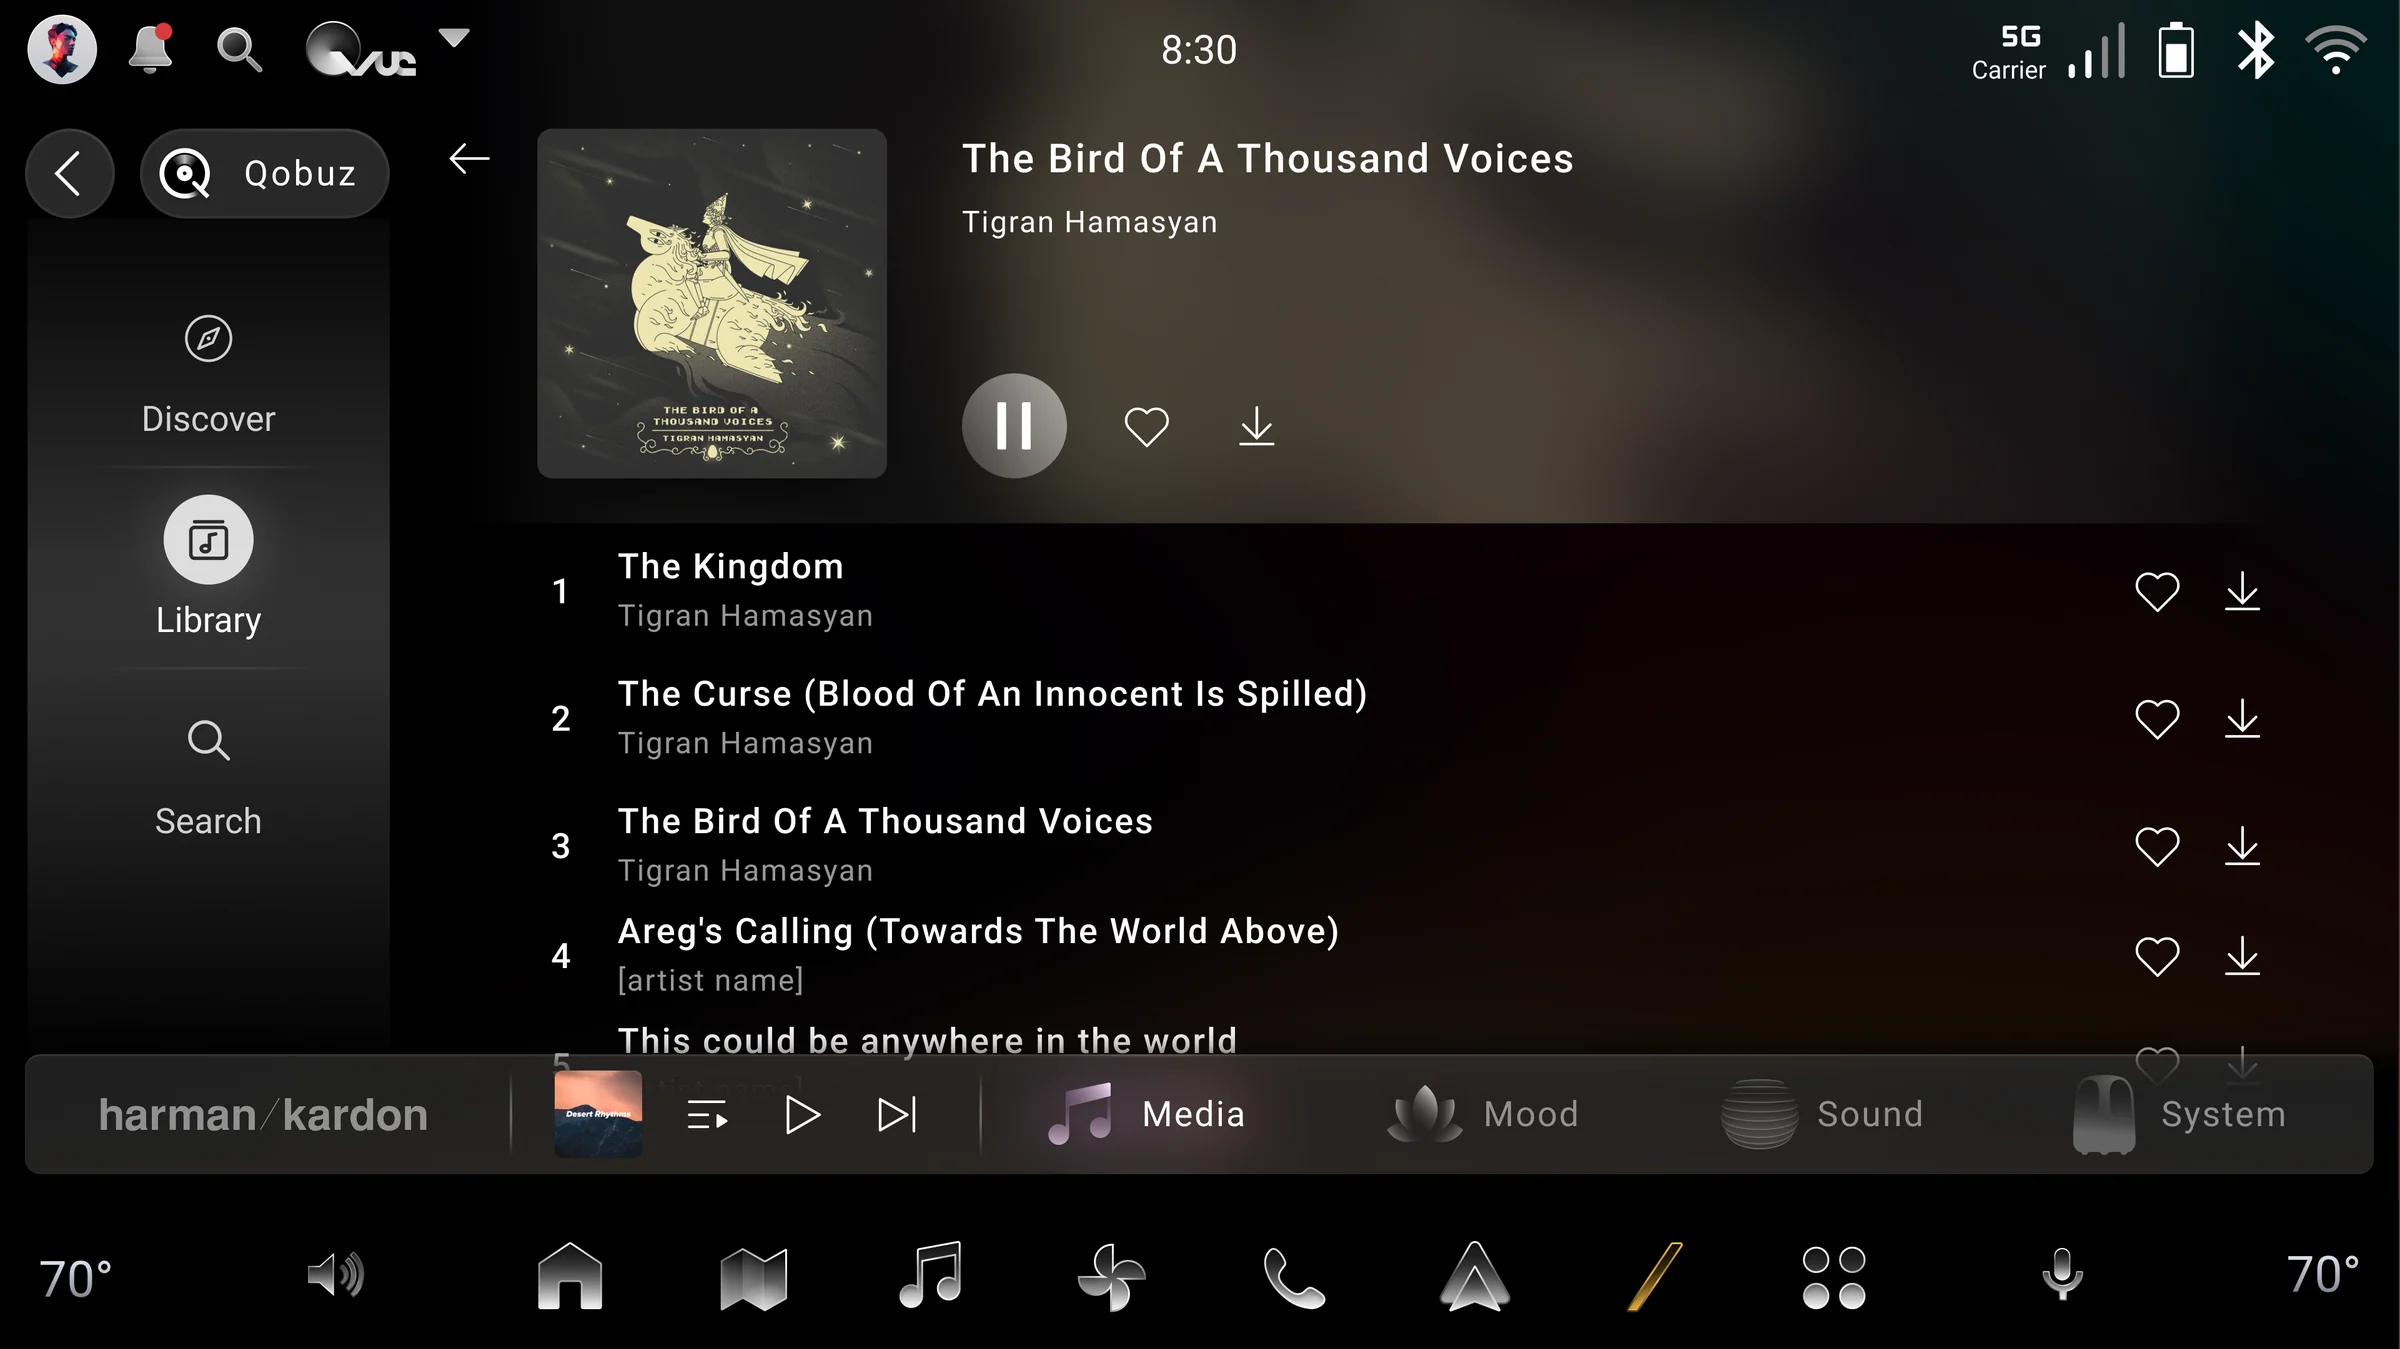 8:30
5G
Carrier
Qobuz
The Bird Of A Thousand Voices
Tigran Hamasyan
THE BIRD OF A
THOUSAND VOICES
TIGRAN HAMASYAN
Discover
Library
Search
1
The Kingdom
Tigran Hamasyan
2
The Curse (Blood Of An Innocent Is Spilled)
Tigran Hamasyan
3
The Bird Of A Thousand Voices
Tigran Hamasyan
4
Areg's Calling (Towards The World Above)
[artist name]
5
This could be anywhere in the world
harman/kardon
Desert Rhythms
Media
Mood
Sound
System
70°
70°